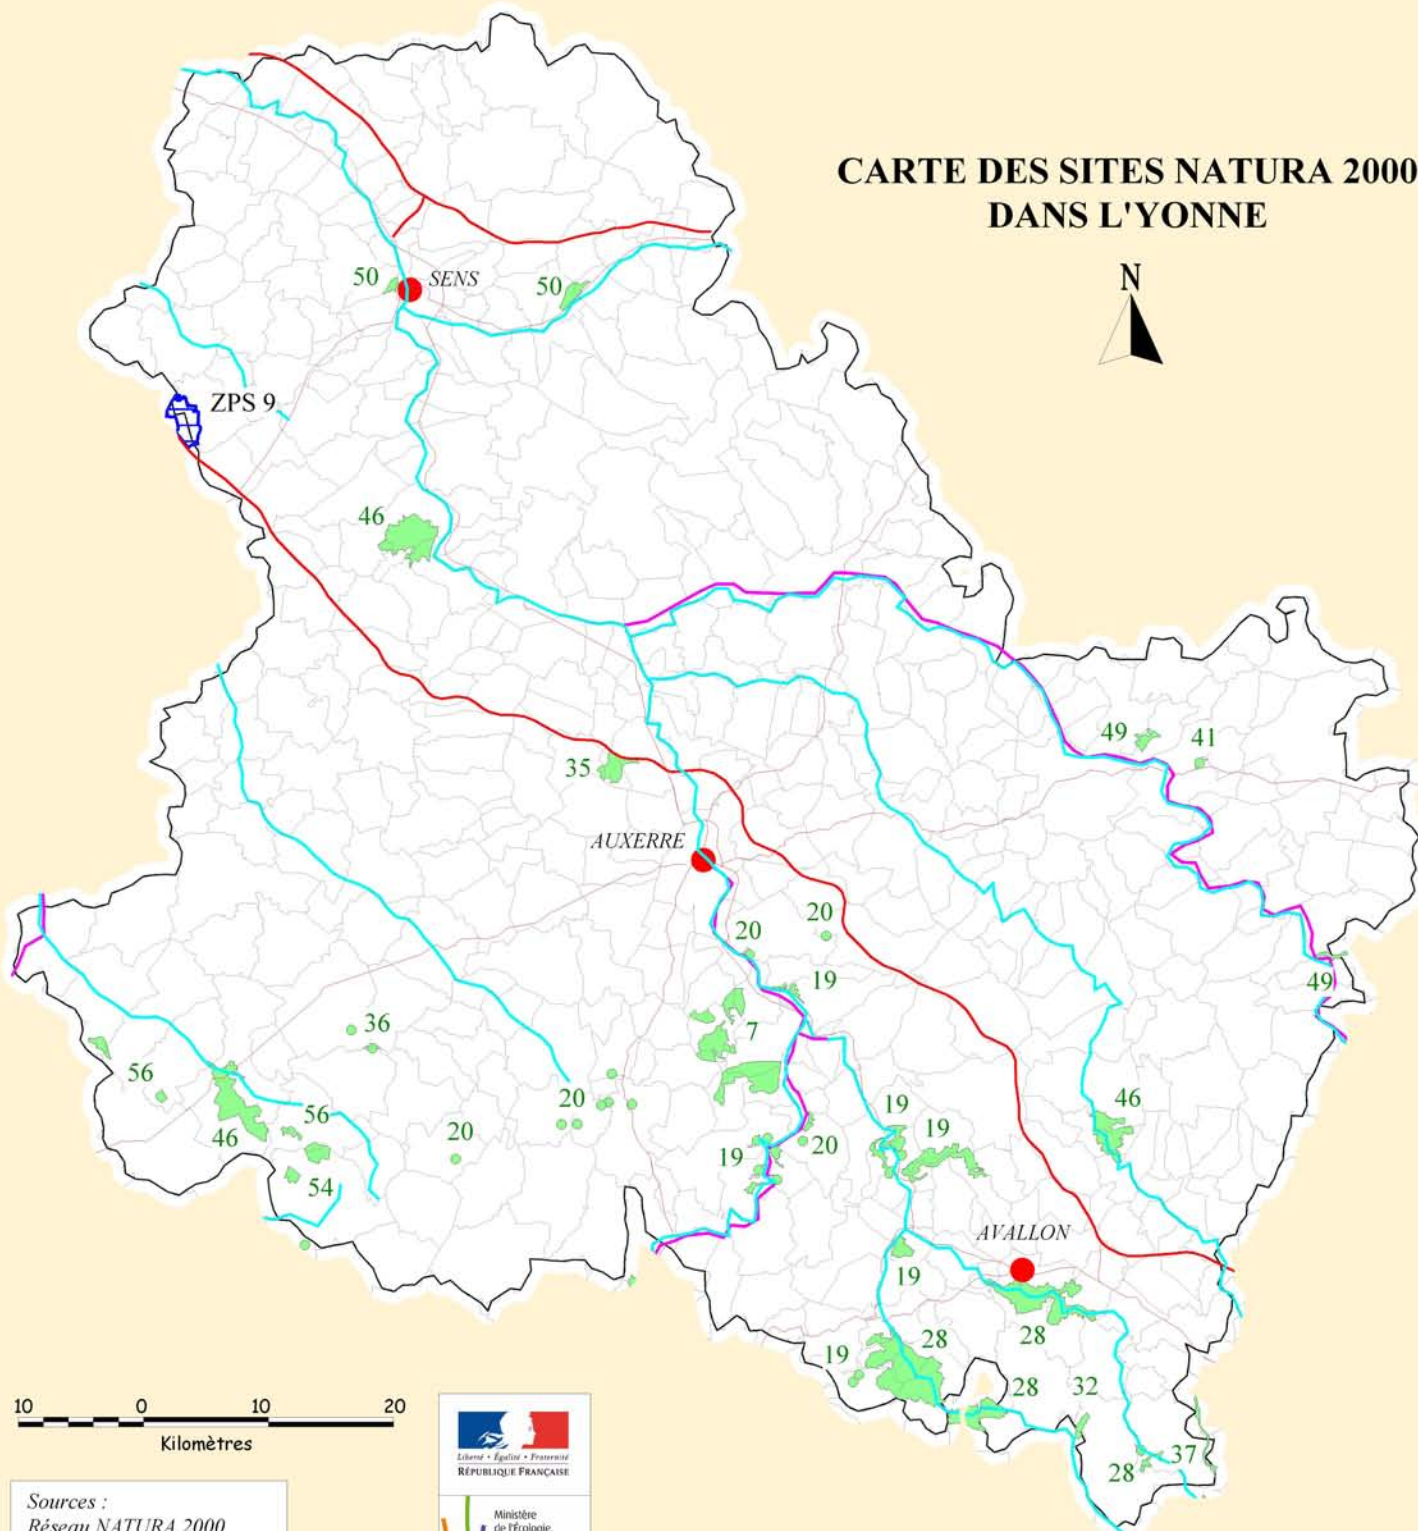 CARTE DES SITES NATURA 2000
DANS L'YONNE
N
50
SENS
50
ZPS 9
46
49
41
35
AUXERRE
20
20
19
49
7
36
56
20
46
19
56
19
46
20
20
19
54
AVALLON
19
28
28
19
28
32
28
37
10 0 10 20
Kilomètres
Liberté • Égalité • Fraternité
RÉPUBLIQUE FRANÇAISE
Ministère
de l'Écologie,
Sources :
Réseau NATURA 2000